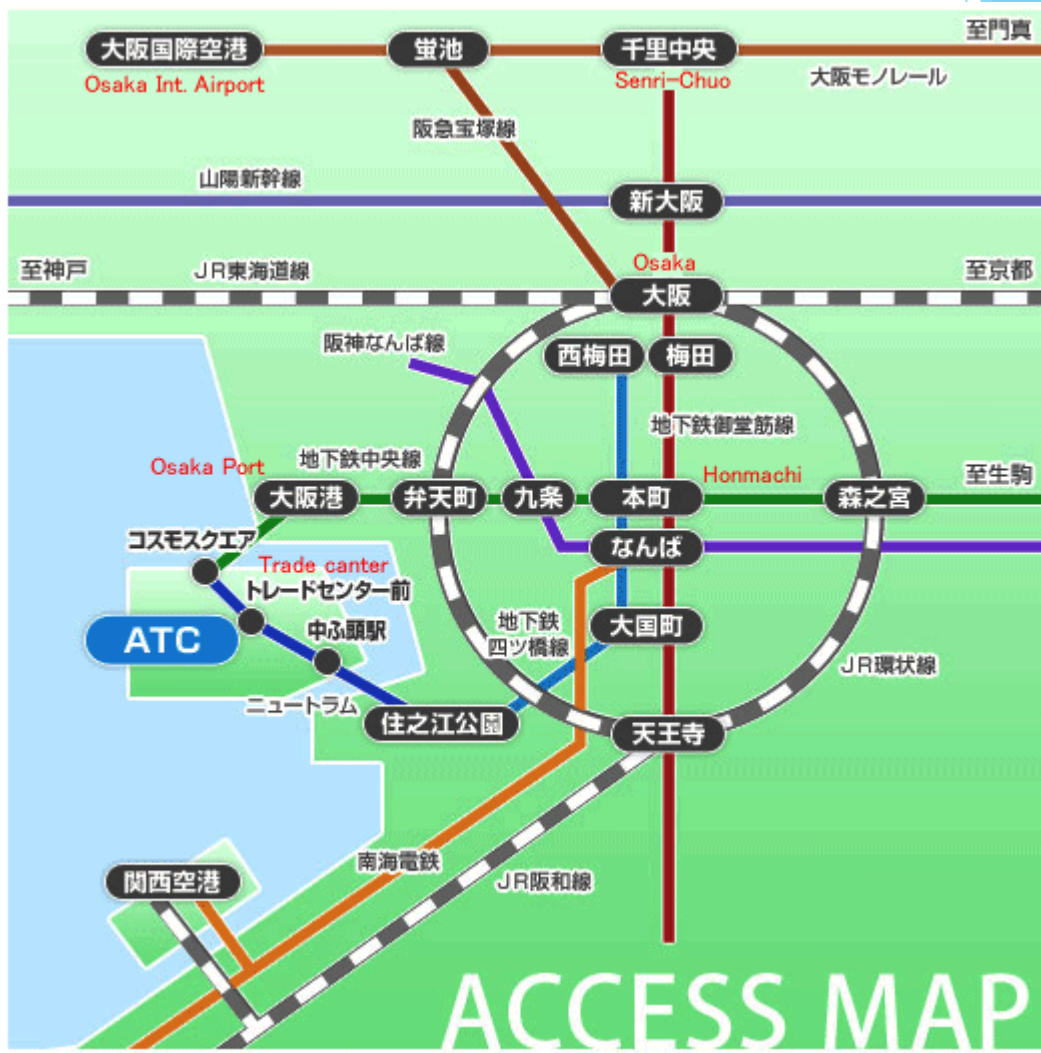 至門真
大阪国際空港
蛍池
千里中央
Osaka Int. Airport
Senri-Chuo
大阪モノレール
阪急宝塚線
山陽新幹線
新大阪
Osaka
至神戸
JR東海道線
至京都
大阪
阪神なんば線
西梅田
梅田
地下鉄御堂筋線
Osaka Port
地下鉄中央線
Honmachi
至生駒
大阪港
弁天町
九条
本町
森之宮
コスモスクエア
なんば
Trade canter
トレードセンター前
ATC
中ふ頭駅
地下鉄
四ツ橋線
大国町
JR環状線
ニュートラム
住之江公園
天王寺
南海電鉄
関西空港
JR阪和線
ACCESS MAP